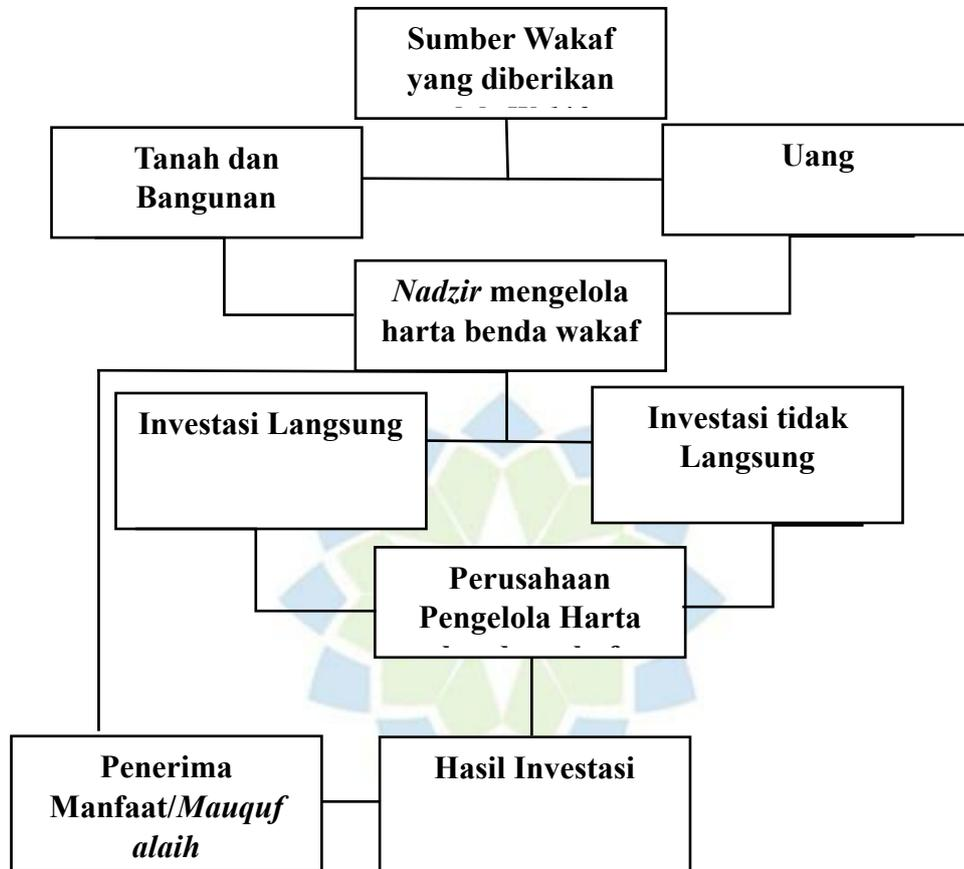 Sumber Wakaf
yang diberikan
Tanah dan
Bangunan
Uang
Nadzir mengelola
harta benda wakaf
Investasi Langsung
Investasi tidak
Langsung
Perusahaan
Pengelola Harta
Penerima
Manfaat/Mauquf
alaih
Hasil Investasi